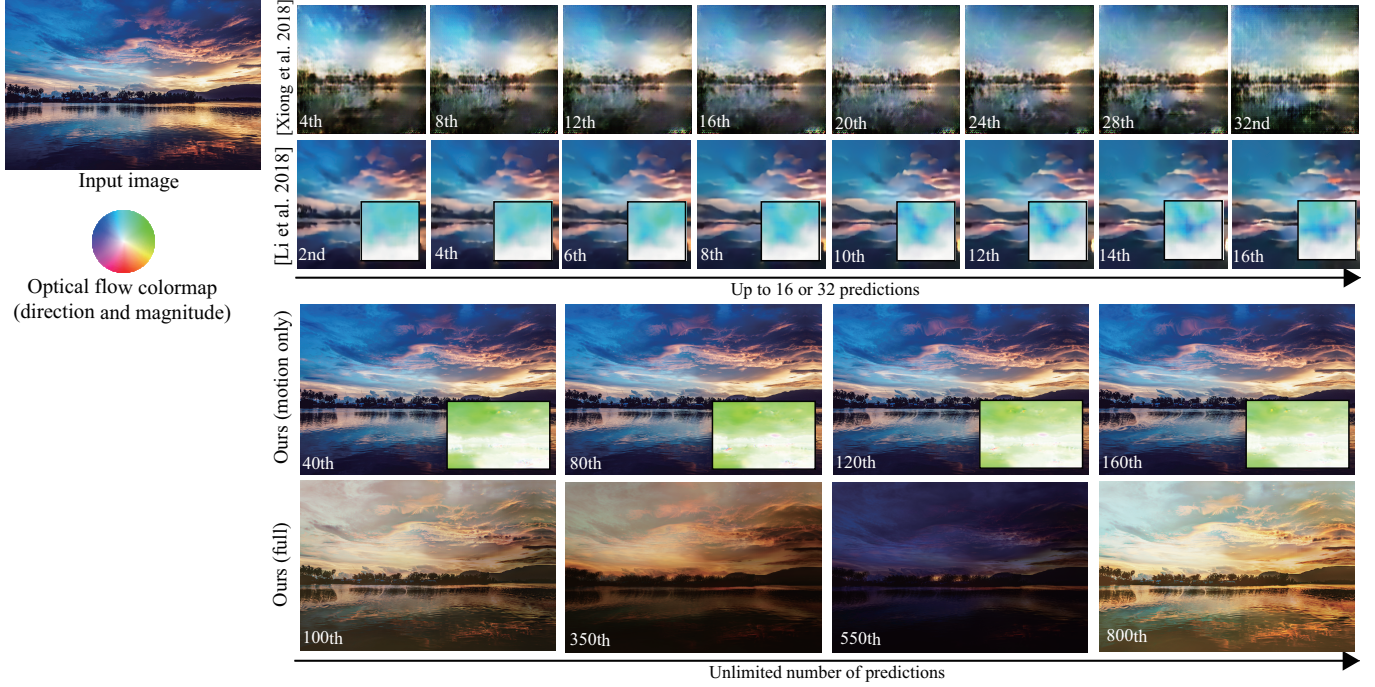 Input image
Optical flow colormap
(direction and magnitude)
[Xiong et al. 2018]
4th
8th
12th
16th
20th
24th
28th
32nd
[Li et al. 2018]
2nd
4th
6th
8th
10th
12th
14th
16th
Up to 16 or 32 predictions
Ours (motion only)
40th
80th
120th
160th
Ours (full)
100th
350th
550th
800th
Unlimited number of predictions